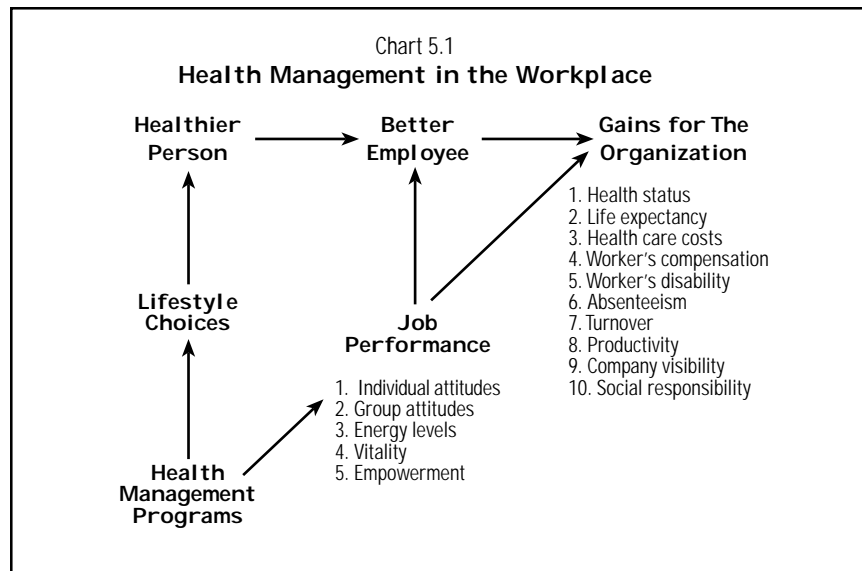 Chart 5.1
Health Management in the Workplace
Healthier
Person
Better
Employee
Gains for The
Organization
1. Health status
2. Life expectancy
3. Health care costs
4. Worker's compensation
5. Worker's disability
6. Absenteeism
7. Turnover
8. Productivity
9. Company visibility
10. Social responsibility
Lifestyle
Choices
Job
Performance
1. Individual attitudes
2. Group attitudes
3. Energy levels
4. Vitality
5. Empowerment
Health
Management
Programs